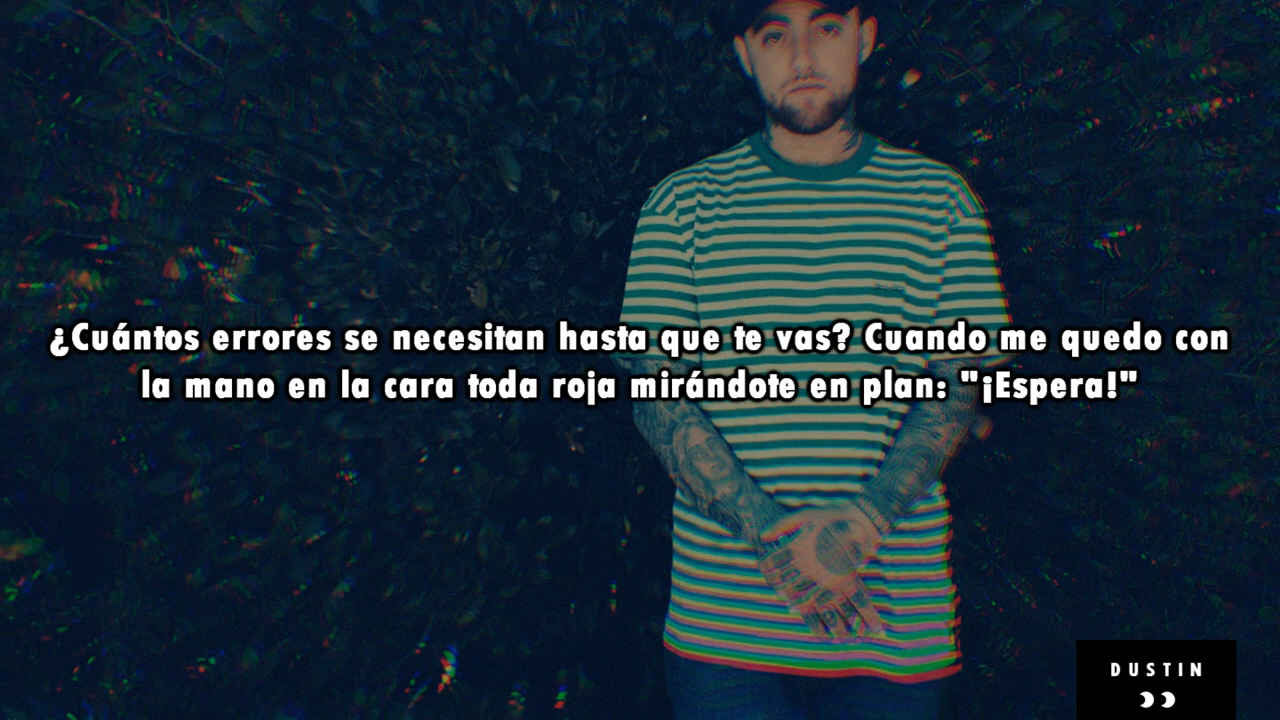 ¿Cuántos errores se necesitan hasta que te vas? Cuando me quedo con
la mano en la cara toda roja mirándote en plan: "¡Espera!"
DUSTIN